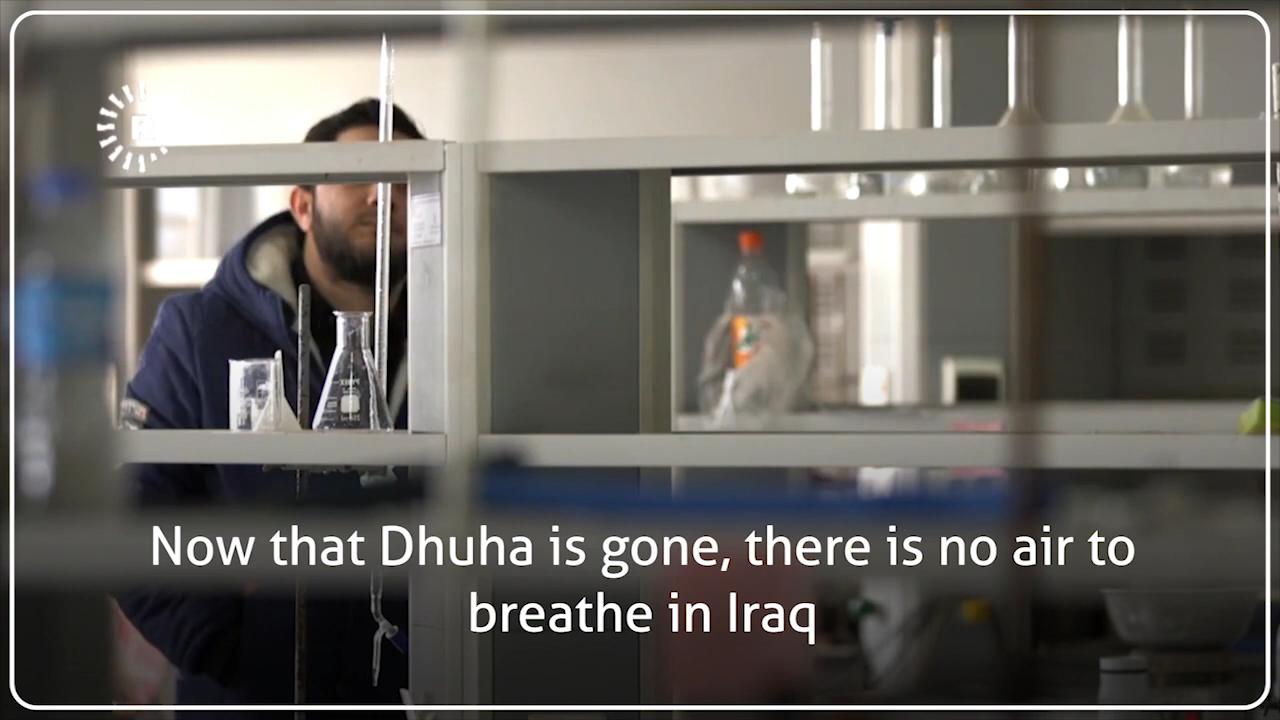 Now that Dhuha is gone, there is no air to
breathe in Iraq